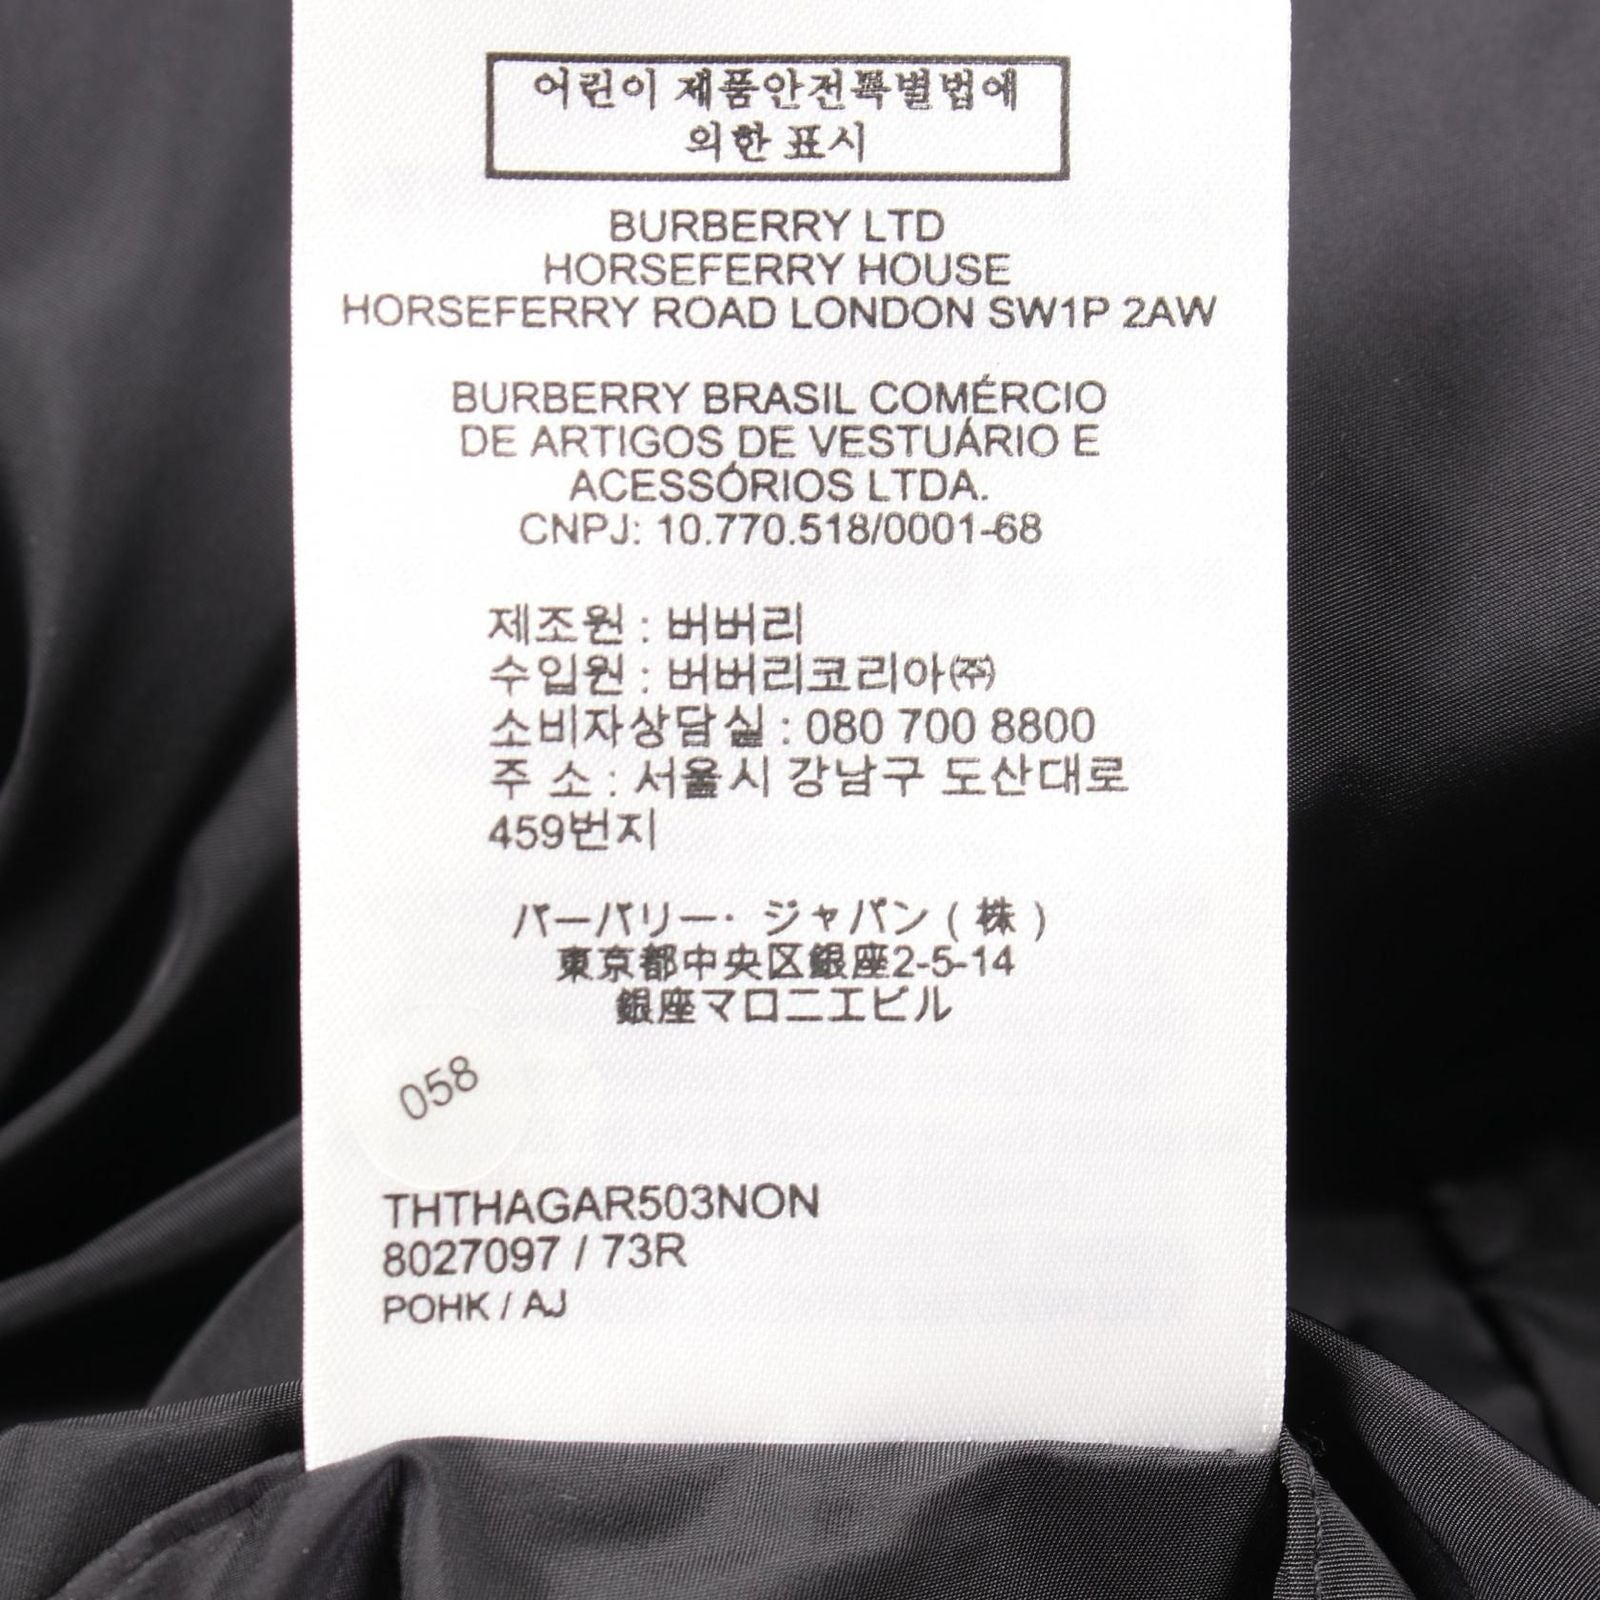 어린이 제품안전특별법에
의한 표시
BURBERRY LTD
HORSEFERRY HOUSE
HORSEFERRY ROAD LONDON SW1P 2AW
BURBERRY BRASIL COMÉRCIO
DE ARTIGOS DE VESTUÁRIO E
ACESSÓRIOS LTDA.
CNPJ: 10.770.518/0001-68
제조원 : 버버리
수입원 : 버버리코리아㈜
소비자상담실 : 080 700 8800
주 소 : 서울시 강남구 도산대로
459번지
バーバリー・ジャパン ( 株 )
東京都中央区銀座2-5-14
銀座マロニエビル
058
THTHAGAR503NON
8027097 / 73R
POHK / AJ